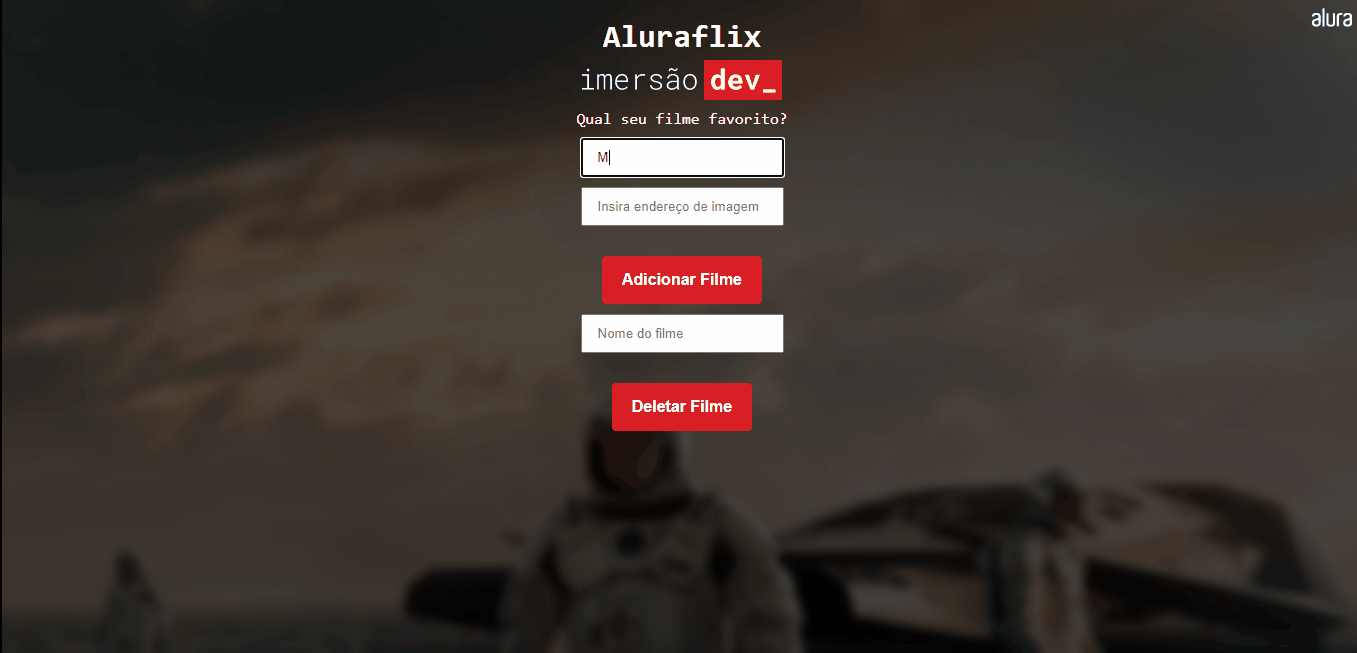 alura
Aluraflix
imersão dev_
Qual seu filme favorito?
M
Insira endereço de imagem
Adicionar Filme
Nome do filme
Deletar Filme